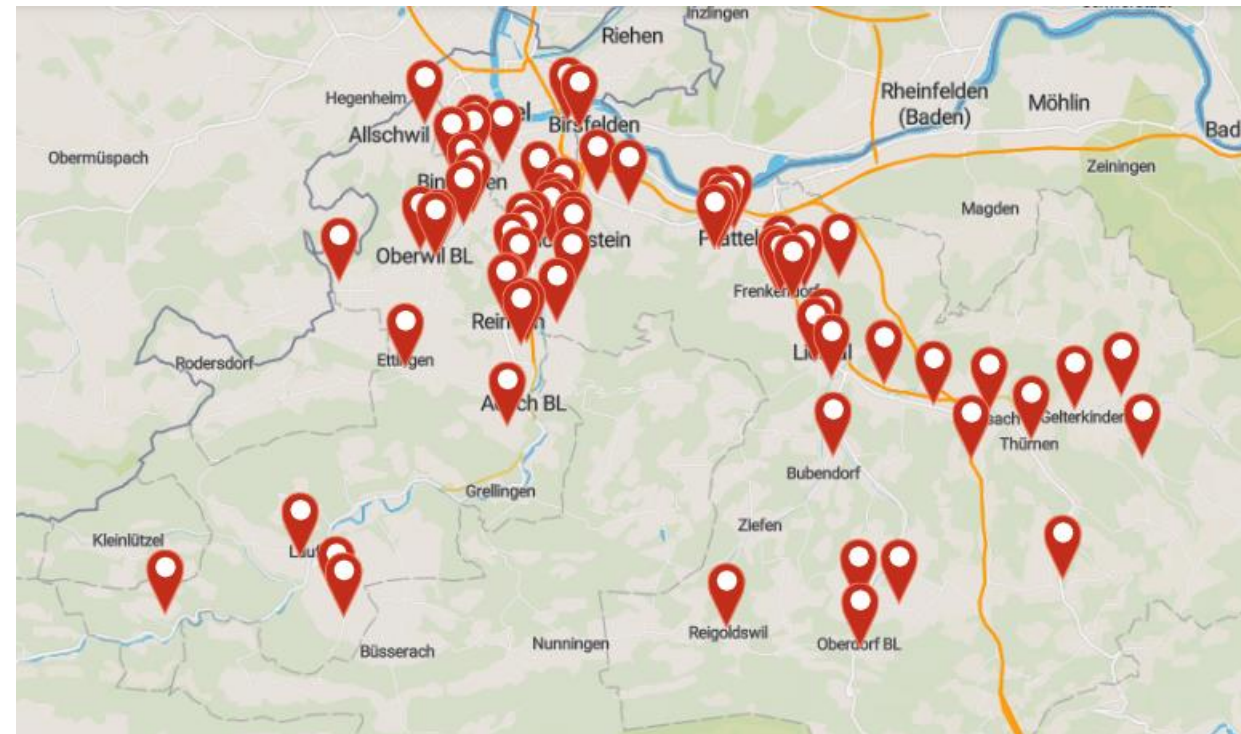 Inzlingen
Riehen
Hegenheim
Rheinfelden
(Baden)
Möhlin
Allschwil
Birsfelden
Bad
Obermüspach
Zeiningen
Magden
Oberwil BL
Frenkendorf
Rodersdorf
Ettingen
Gelterkinder
Thürnen
Bubendorf
Grellingen
Ziefen
Kleinlützel
Reigoldswil
Nunningen
Oberdorf BL
Büsserach